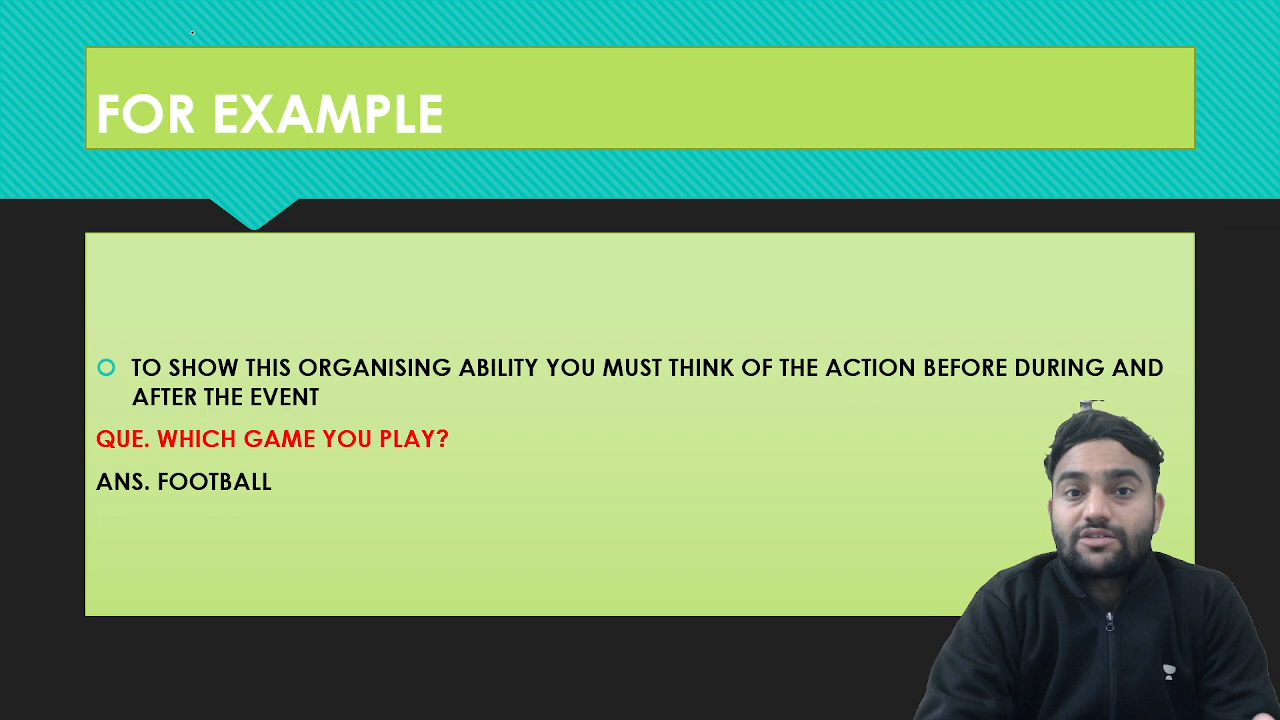 FOR EXAMPLE
TO SHOW THIS ORGANISING ABILITY YOU MUST THINK OF THE ACTION BEFORE DURING AND
AFTER THE EVENT
QUE. WHICH GAME YOU PLAY?
ANS. FOOTBALL